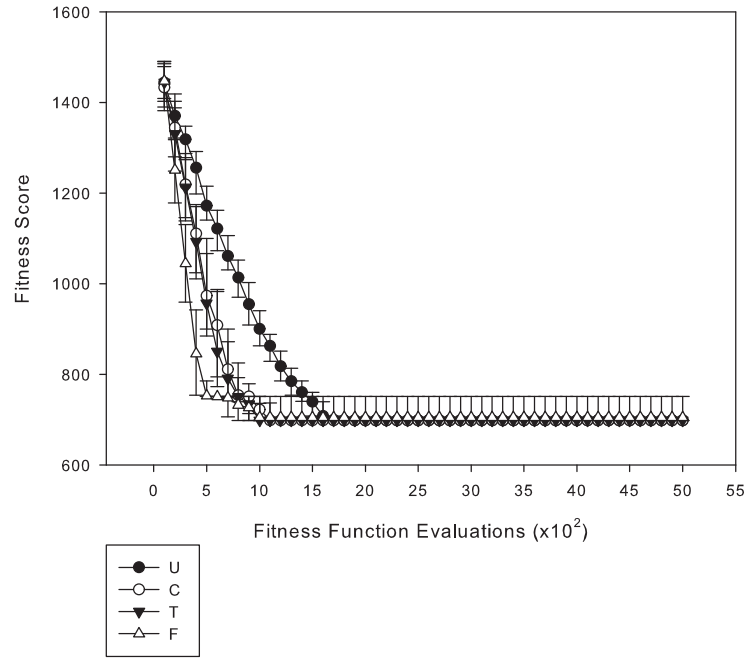 1600
1400
1200
1000
800
600
Fitness Score
0 5 10 15 20 25 30 35 40 45 50 55
Fitness Function Evaluations (x10²)
U
C
T
F